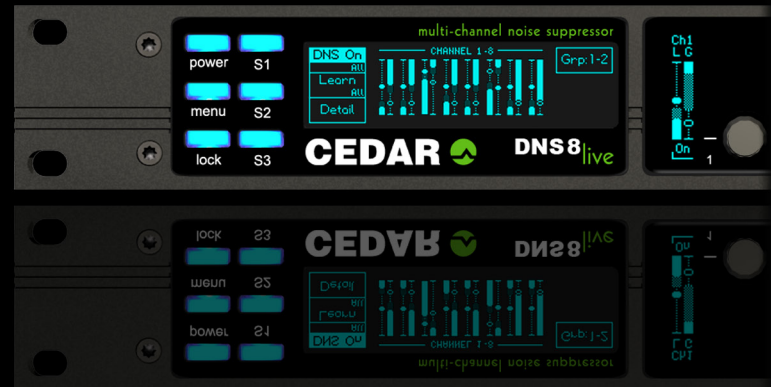 multi-channel noise suppressor
power S1
menu S2
lock S3
DNS On
All
Learn
All
Detail
CHANNEL 1-8
Grp:1-2
CEDAR DNS8 live
Ch1
L G
On
1